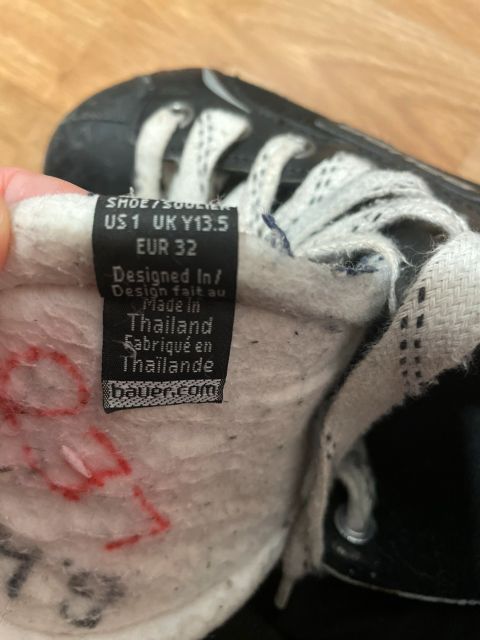 SHOE/SOULIER
US 1 UK Y13.5
EUR 32
Designed In/
Design fait au
Made in
Thailand
Fabriqué en
Thaïlande
bauer.com